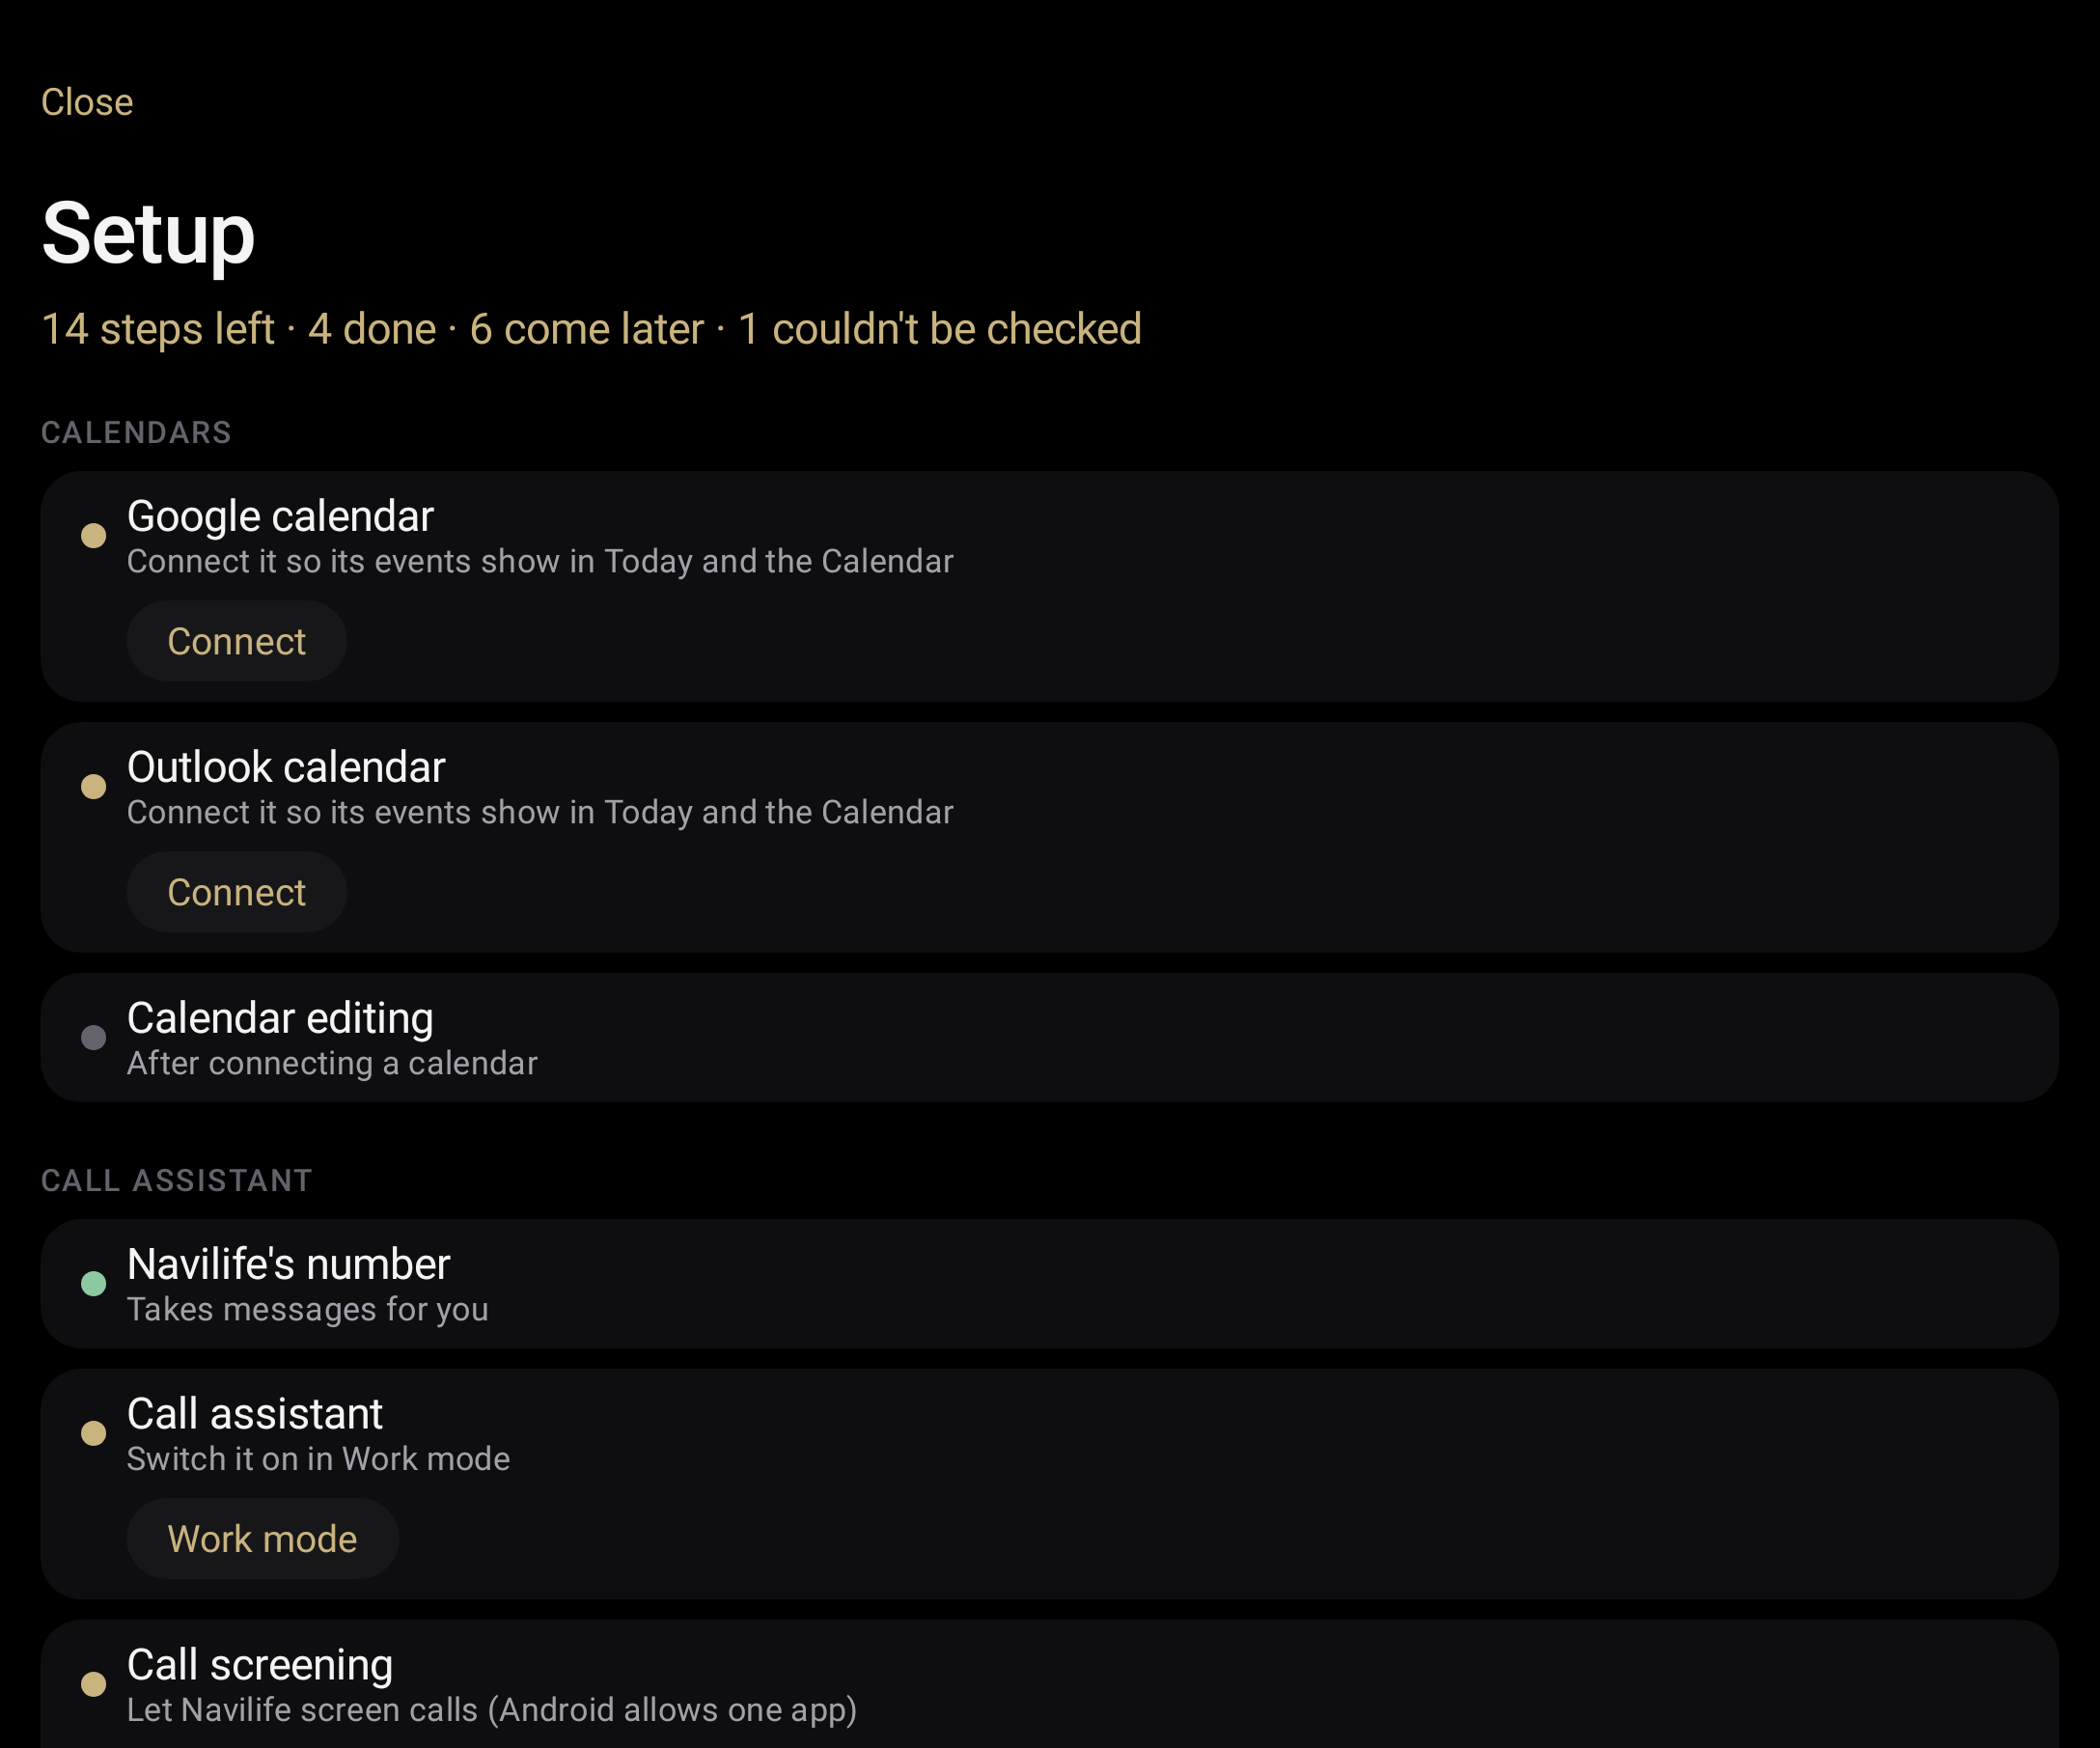 Close
Setup
14 steps left · 4 done · 6 come later · 1 couldn't be checked
CALENDARS
Google calendar
Connect it so its events show in Today and the Calendar
Connect
Outlook calendar
Connect it so its events show in Today and the Calendar
Connect
Calendar editing
After connecting a calendar
CALL ASSISTANT
Navilife's number
Takes messages for you
Call assistant
Switch it on in Work mode
Work mode
Call screening
Let Navilife screen calls (Android allows one app)